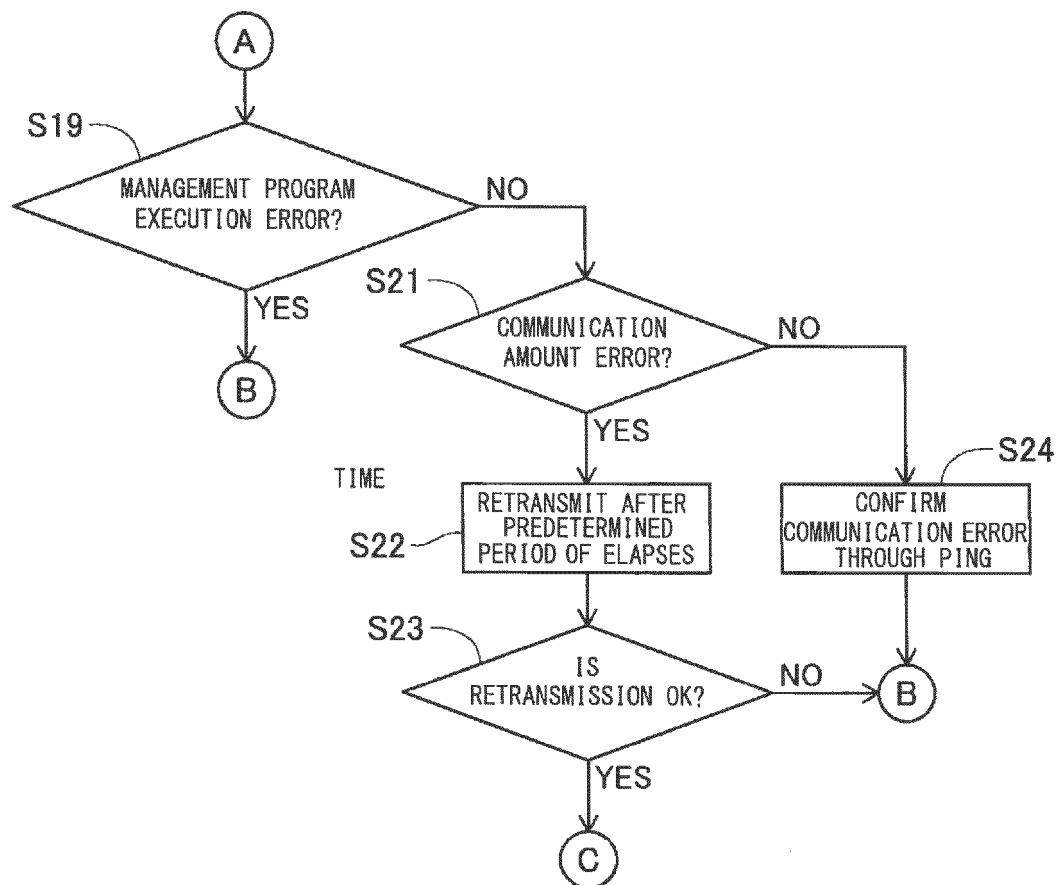 A
S19
MANAGEMENT PROGRAM
EXECUTION ERROR?
NO
YES
B
S21
COMMUNICATION
AMOUNT ERROR?
NO
YES
TIME
S22
RETRANSMIT AFTER
PREDETERMINED
PERIOD OF ELAPSES
S24
CONFIRM
COMMUNICATION ERROR
THROUGH PING
S23
IS
RETRANSMISSION OK?
NO
B
YES
C